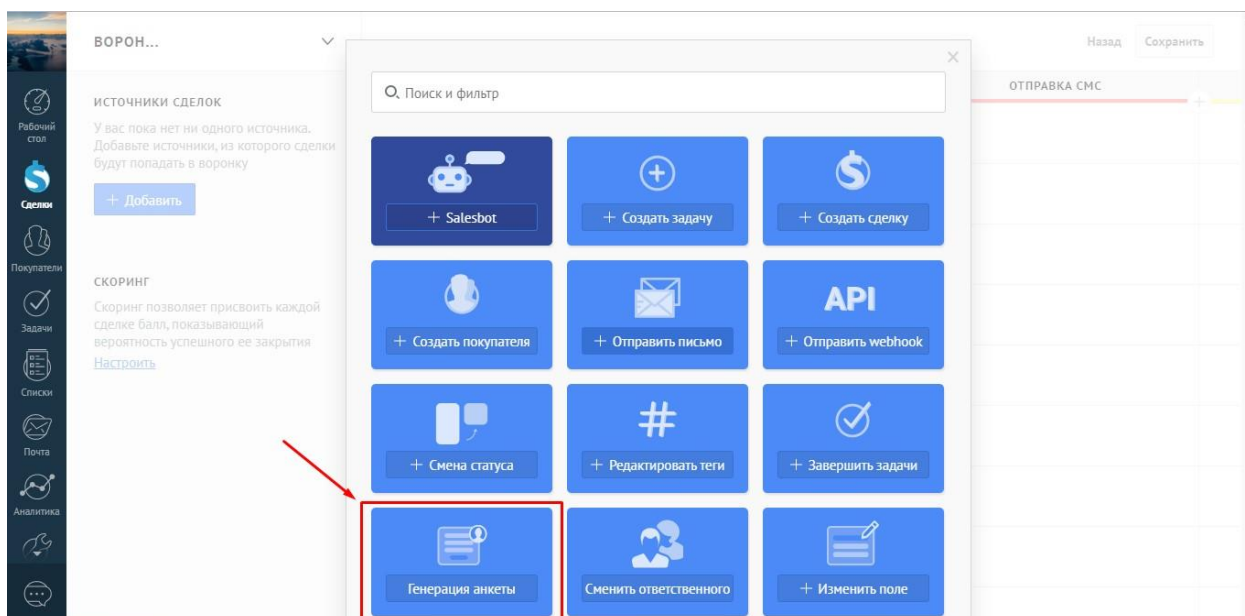 ВОРОН...
Назад
Сохранить
Поиск и фильтр
ОТПРАВКА СМС
Рабочий
стол
Сделки
Покупатели
Задачи
Списки
Почта
Аналитика
ИСТОЧНИКИ СДЕЛОК
У вас пока нет ни одного источника.
Добавьте источники, из которого сделки
будут попадать в воронку
+ Добавить
СКОРИНГ
Скоринг позволяет присвоить каждой
сделке балл, показывающий
вероятность успешного ее закрытия
Настроить
+ Salesbot
+ Создать задачу
+ Создать сделку
API
+ Создать покупателя
+ Отправить письмо
+ Отправить webhook
+ Смена статуса
+ Редактировать теги
+ Завершить задачи
Генерация анкеты
Сменить ответственного
+ Изменить поле